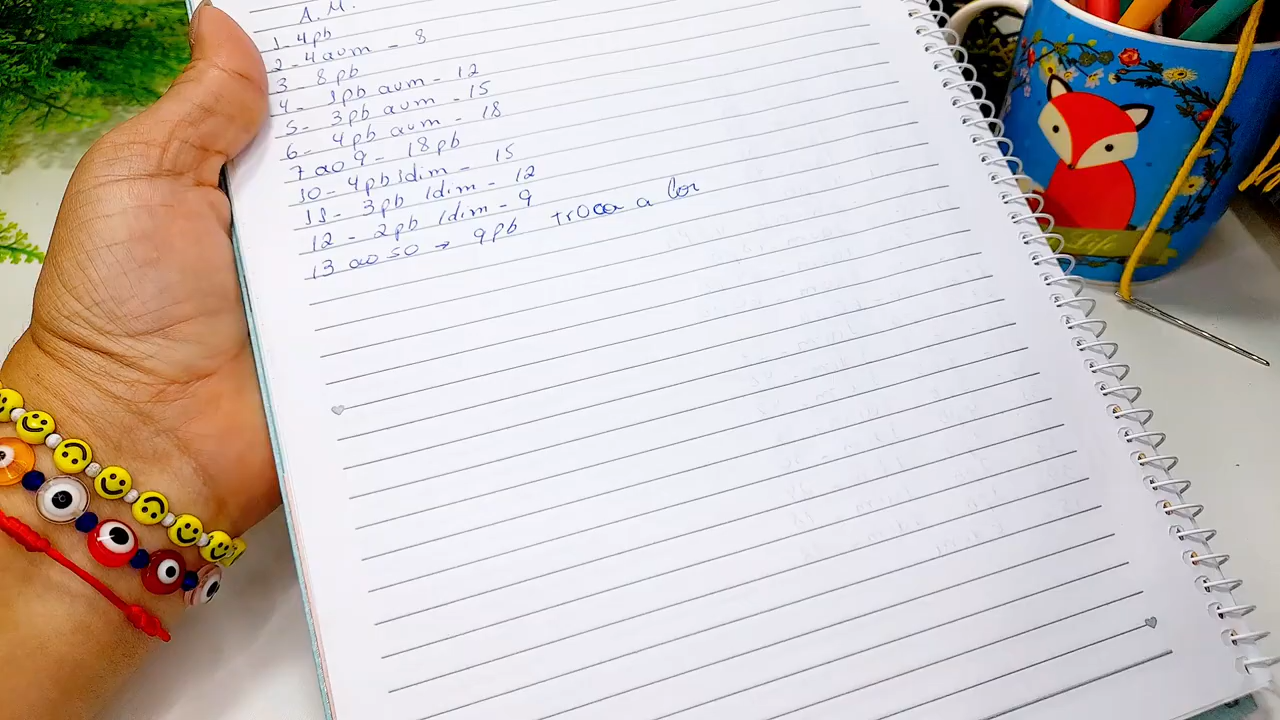 A.M.
1- 4pb
2- 4aum - 8
3- 8pb
4- 1pb aum - 12
5- 3pb aum - 15
6- 4pb aum - 18
7 ao 9 - 18pb
10- 4pb 1dim - 15
11- 3pb 1dim - 12
12- 2pb 1dim - 9
13 ao 50 → 9pb troca a Cor
Life